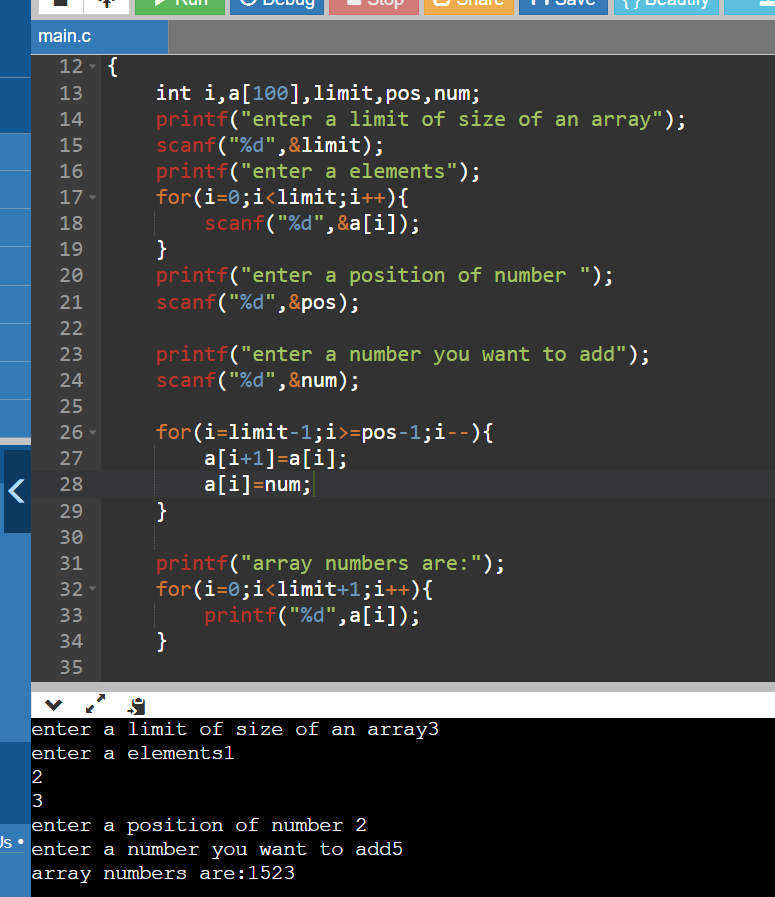 Run Debug Stop Share Save {} Beautify
main.c
12 {
13 int i,a[100],limit,pos,num;
14 printf("enter a limit of size of an array");
15 scanf("%d",&limit);
16 printf("enter a elements");
17 for(i=0;i<limit;i++){
18 scanf("%d",&a[i]);
19 }
20 printf("enter a position of number ");
21 scanf("%d",&pos);
22
23 printf("enter a number you want to add");
24 scanf("%d",&num);
25
26 for(i=limit-1;i>=pos-1;i--){
27 a[i+1]=a[i];
28 a[i]=num;
29 }
30
31 printf("array numbers are:");
32 for(i=0;i<limit+1;i++){
33 printf("%d",a[i]);
34 }
35
enter a limit of size of an array3
enter a elements1
2
3
enter a position of number 2
Us •
enter a number you want to add5
array numbers are:1523